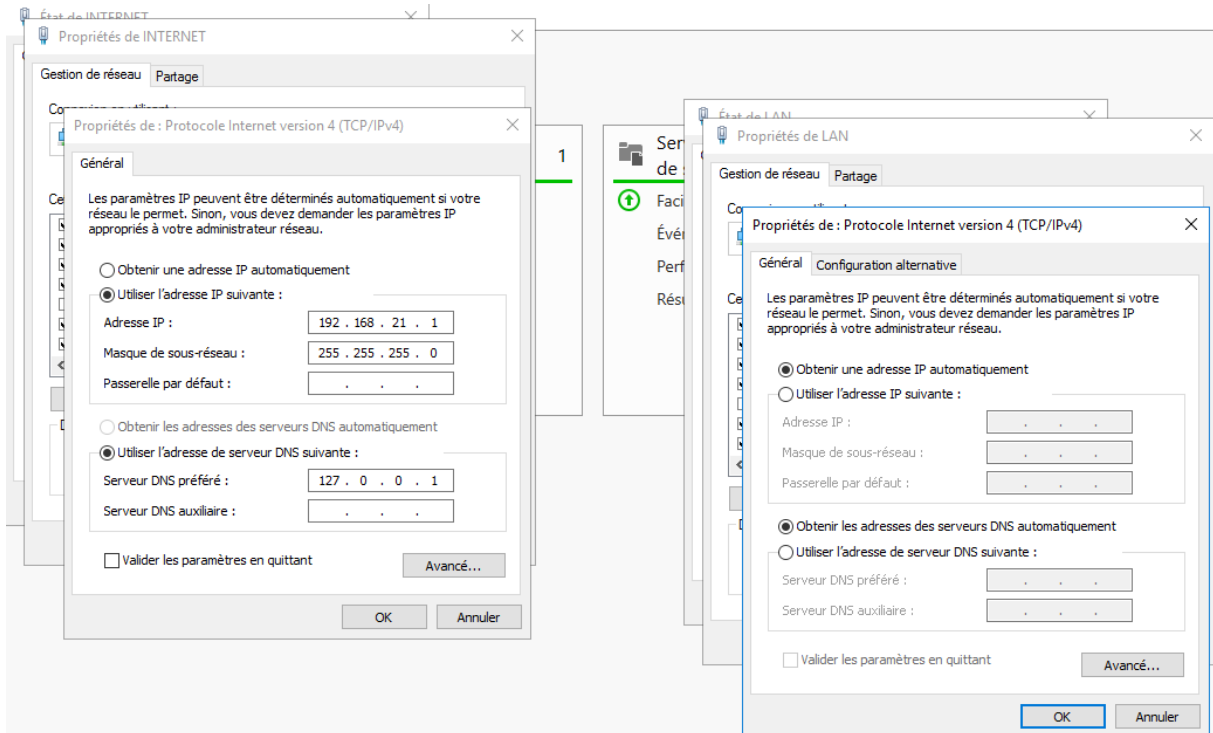 État de INTERNET
Propriétés de INTERNET
Gestion de réseau
Partage
Propriétés de : Protocole Internet version 4 (TCP/IPv4)
Général
Les paramètres IP peuvent être déterminés automatiquement si votre
réseau le permet. Sinon, vous devez demander les paramètres IP
appropriés à votre administrateur réseau.
Obtenir une adresse IP automatiquement
Utiliser l'adresse IP suivante :
Adresse IP : 192 . 168 . 21 . 1
Masque de sous-réseau : 255 . 255 . 255 . 0
Passerelle par défaut : . . .
Obtenir les adresses des serveurs DNS automatiquement
Utiliser l'adresse de serveur DNS suivante :
Serveur DNS préféré : 127 . 0 . 0 . 1
Serveur DNS auxiliaire : . . .
Valider les paramètres en quittant
Avancé...
OK
Annuler
1
Ser
de
Faci
Évér
Perf
Résu
État de LAN
Propriétés de LAN
Gestion de réseau
Partage
Propriétés de : Protocole Internet version 4 (TCP/IPv4)
Général
Configuration alternative
Les paramètres IP peuvent être déterminés automatiquement si votre
réseau le permet. Sinon, vous devez demander les paramètres IP
appropriés à votre administrateur réseau.
Obtenir une adresse IP automatiquement
Utiliser l'adresse IP suivante :
Adresse IP : . . .
Masque de sous-réseau : . . .
Passerelle par défaut : . . .
Obtenir les adresses des serveurs DNS automatiquement
Utiliser l'adresse de serveur DNS suivante :
Serveur DNS préféré : . . .
Serveur DNS auxiliaire : . . .
Valider les paramètres en quittant
Avancé...
OK
Annuler